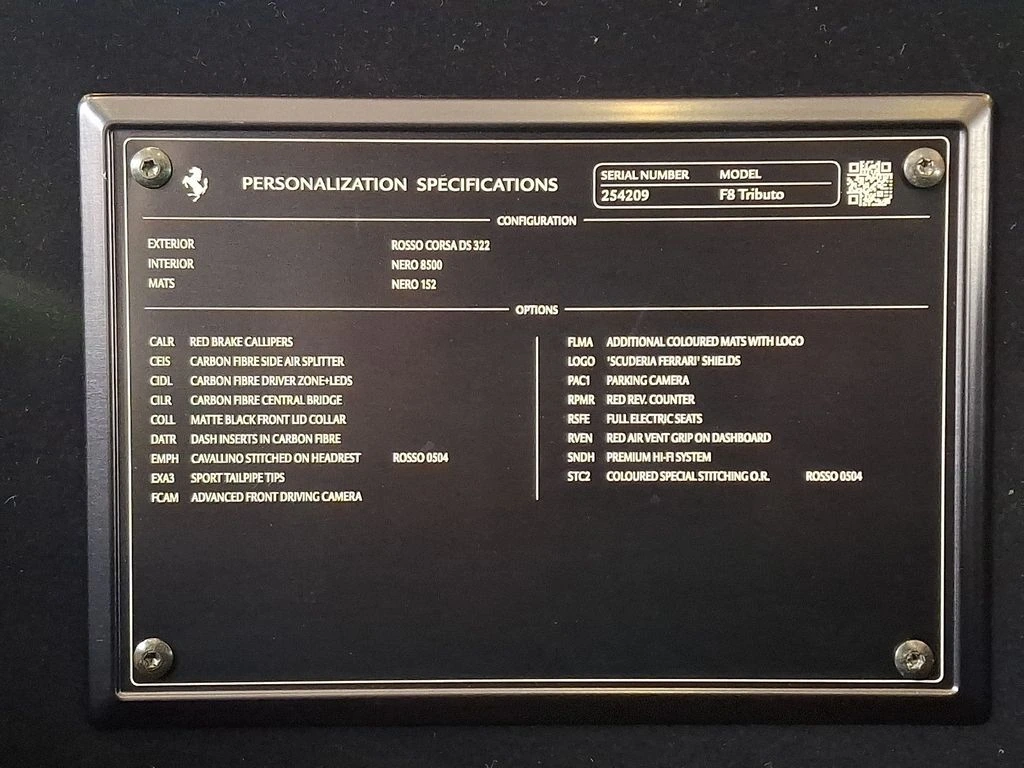 PERSONALIZATION SPECIFICATIONS
SERIAL NUMBER MODEL
254209 F8 Tributo
CONFIGURATION
EXTERIOR ROSSO CORSA DS 322
INTERIOR NERO 8500
MATS NERO 152
OPTIONS
CALR RED BRAKE CALLIPERS
CEIS CARBON FIBRE SIDE AIR SPLITTER
CIDL CARBON FIBRE DRIVER ZONE+LEDS
CILR CARBON FIBRE CENTRAL BRIDGE
COLL MATTE BLACK FRONT LID COLLAR
DATR DASH INSERTS IN CARBON FIBRE
EMPH CAVALLINO STITCHED ON HEADREST ROSSO 0504
EXA3 SPORT TAILPIPE TIPS
FCAM ADVANCED FRONT DRIVING CAMERA
FLMA ADDITIONAL COLOURED MATS WITH LOGO
LOGO 'SCUDERIA FERRARI' SHIELDS
PAC1 PARKING CAMERA
RPMR RED REV. COUNTER
RSFE FULL ELECTRIC SEATS
RVEN RED AIR VENT GRIP ON DASHBOARD
SNDH PREMIUM HI-FI SYSTEM
STC2 COLOURED SPECIAL STITCHING O.R. ROSSO 0504